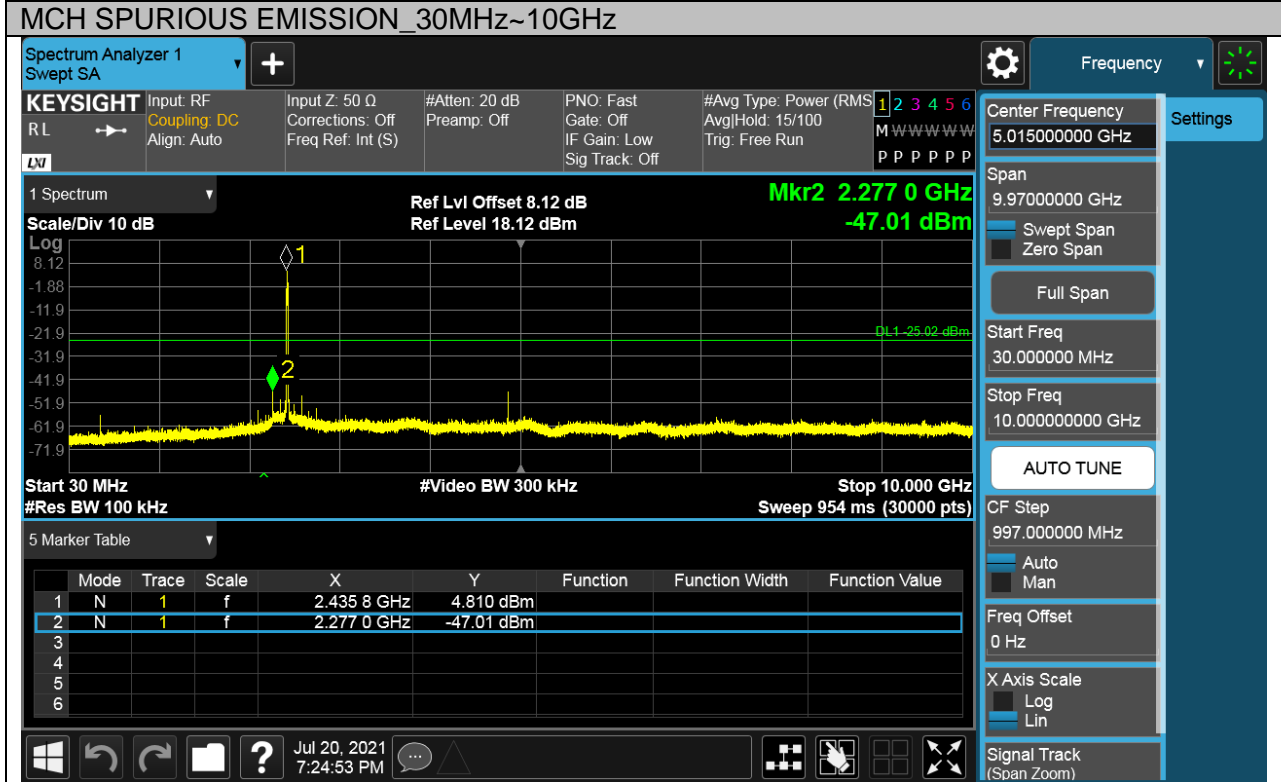 MCH SPURIOUS EMISSION_30MHz~10GHz
Spectrum Analyzer 1
Swept SA
+
Frequency
KEYSIGHT
RL
LXI
Input: RF
Coupling: DC
Align: Auto
Input Z: 50 Ω
Corrections: Off
Freq Ref: Int (S)
#Atten: 20 dB
Preamp: Off
PNO: Fast
Gate: Off
IF Gain: Low
Sig Track: Off
#Avg Type: Power (RMS
Avg|Hold: 15/100
Trig: Free Run
1 2 3 4 5 6
M W W W W W
P P P P P P
1 Spectrum
Scale/Div 10 dB
Ref Lvl Offset 8.12 dB
Ref Level 18.12 dBm
Mkr2 2.277 0 GHz
-47.01 dBm
Log
8.12
-1.88
-11.9
-21.9
-31.9
-41.9
-51.9
-61.9
-71.9
1
2
DL1 -25.02 dBm
Start 30 MHz
#Res BW 100 kHz
#Video BW 300 kHz
Stop 10.000 GHz
Sweep 954 ms (30000 pts)
5 Marker Table
Mode Trace Scale X Y Function Function Width Function Value
1 N 1 f 2.435 8 GHz 4.810 dBm
2 N 1 f 2.277 0 GHz -47.01 dBm
3
4
5
6
?
Jul 20, 2021
7:24:53 PM
Center Frequency
5.015000000 GHz
Settings
Span
9.97000000 GHz
Swept Span
Zero Span
Full Span
Start Freq
30.000000 MHz
Stop Freq
10.000000000 GHz
AUTO TUNE
CF Step
997.000000 MHz
Auto
Man
Freq Offset
0 Hz
X Axis Scale
Log
Lin
Signal Track
(Span Zoom)